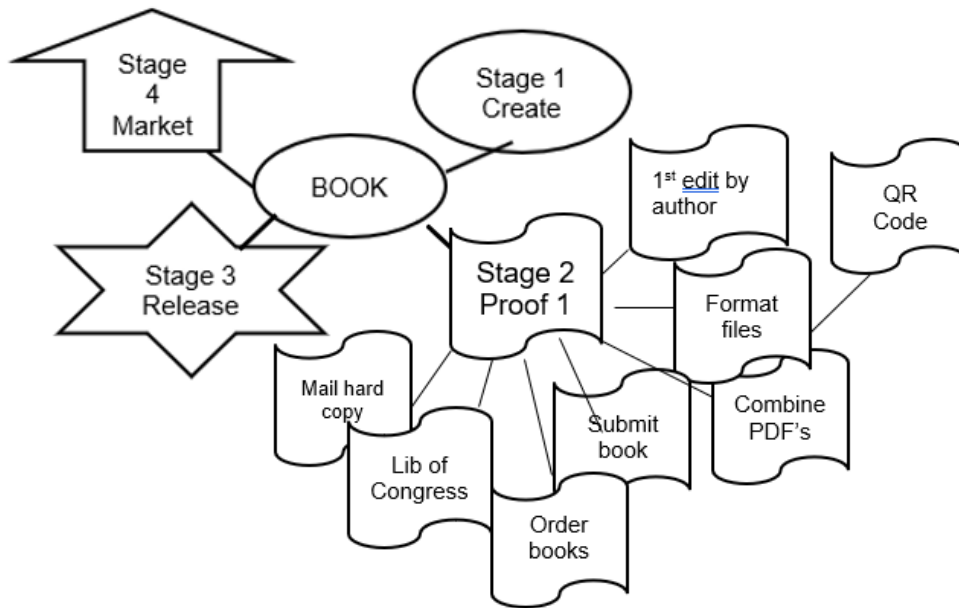 Stage
4
Market
Stage 1
Create
BOOK
Stage 3
Release
Stage 2
Proof 1
1st edit by
author
QR
Code
Format
files
Combine
PDF's
Submit
book
Order
books
Lib of
Congress
Mail hard
copy